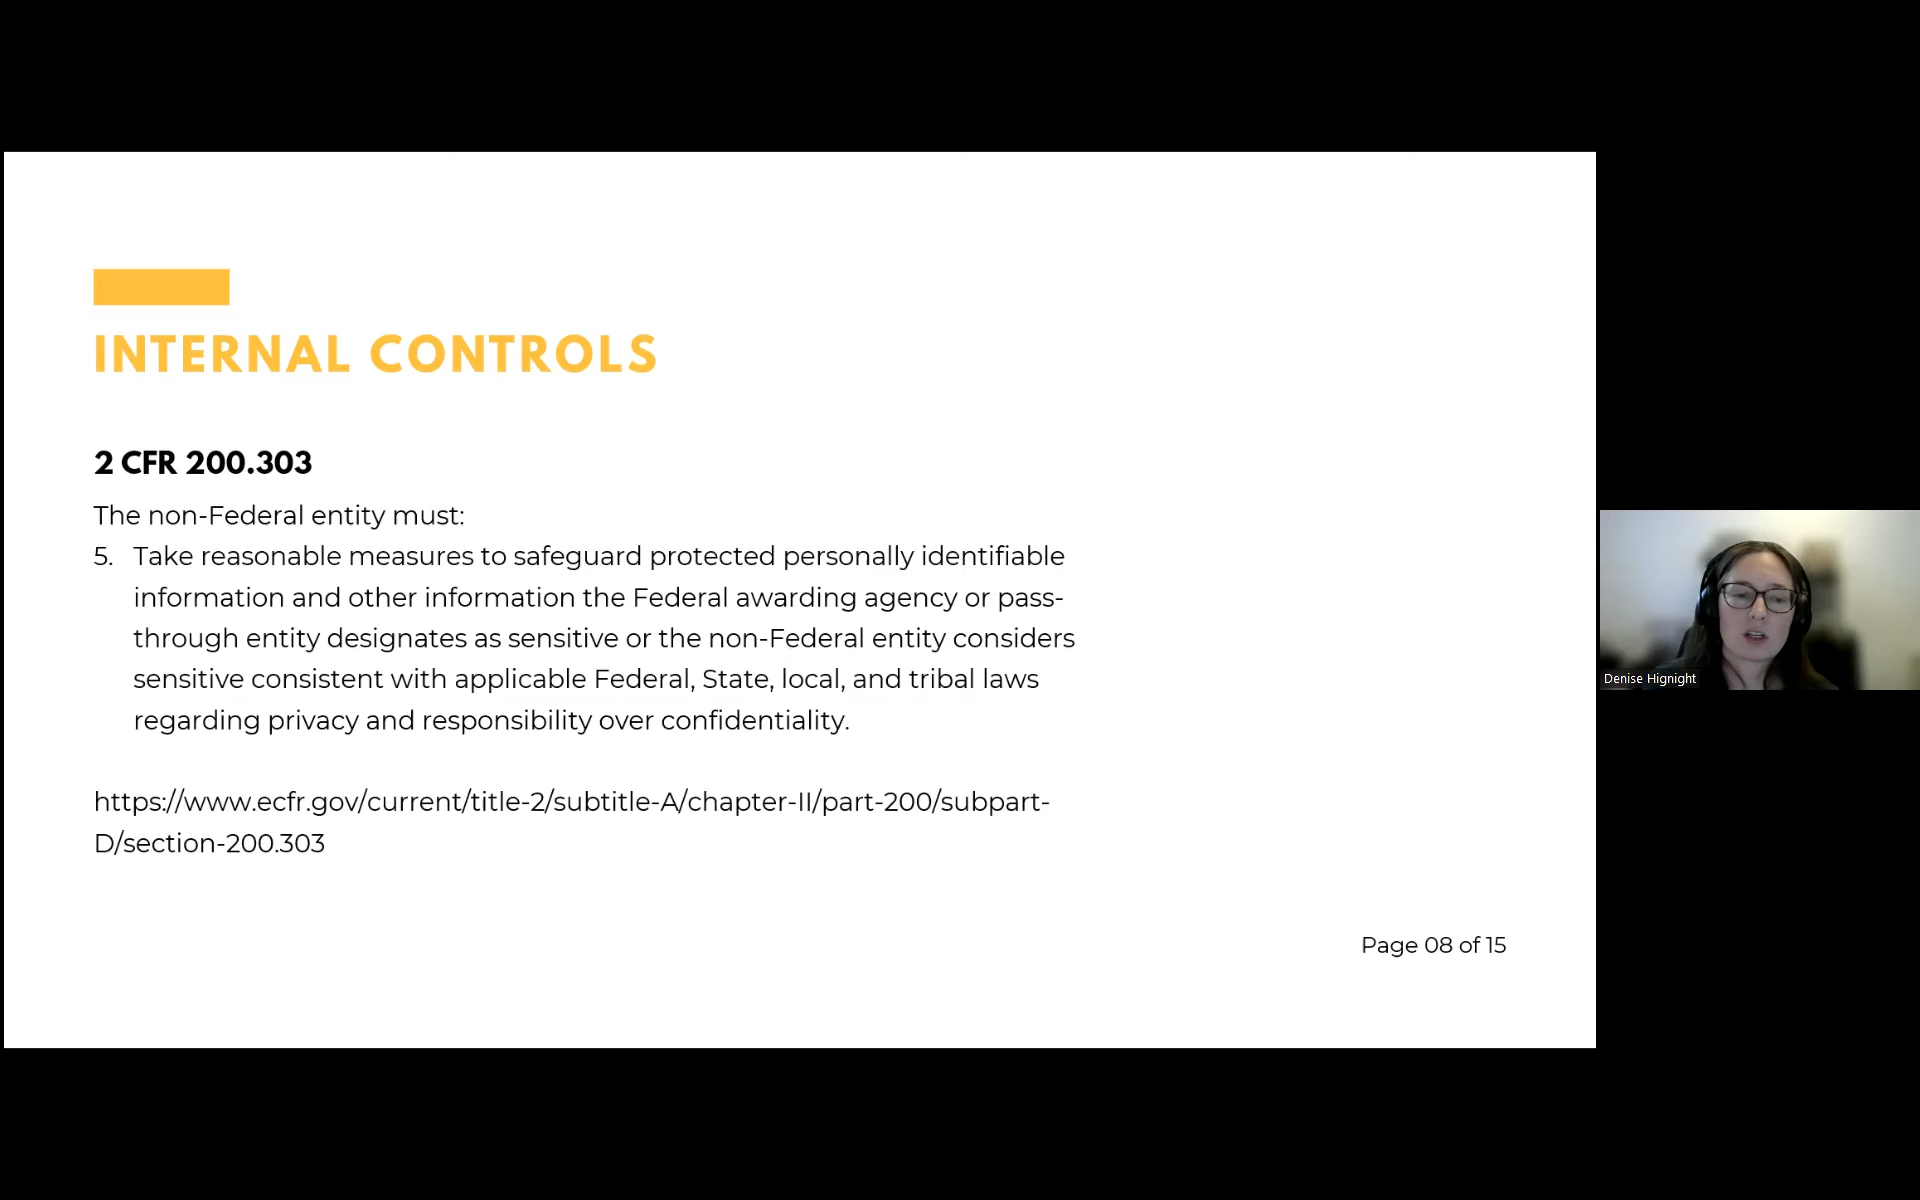 INTERNAL CONTROLS
2 CFR 200.303
The non-Federal entity must:
5. Take reasonable measures to safeguard protected personally identifiable
information and other information the Federal awarding agency or pass-
through entity designates as sensitive or the non-Federal entity considers
sensitive consistent with applicable Federal, State, local, and tribal laws
regarding privacy and responsibility over confidentiality.
https://www.ecfr.gov/current/title-2/subtitle-A/chapter-II/part-200/subpart-
D/section-200.303
Page 08 of 15
Denise Hignight